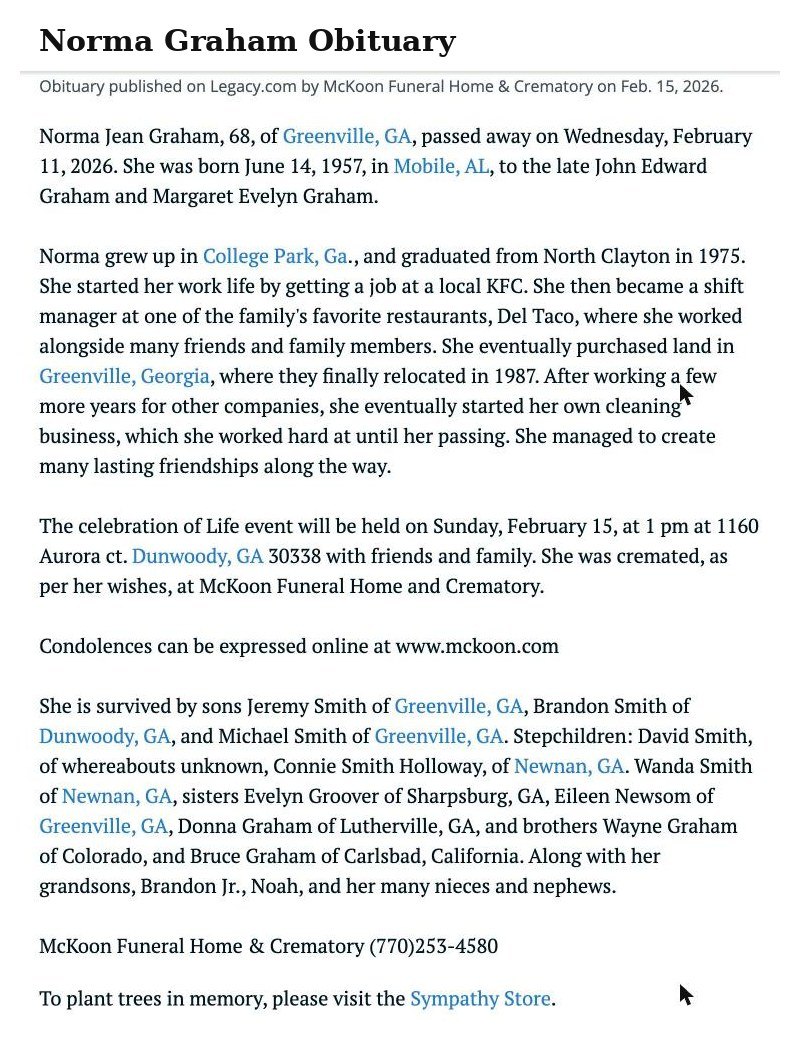 Norma Graham Obituary
Obituary published on Legacy.com by McKoon Funeral Home & Crematory on Feb. 15, 2026.
Norma Jean Graham, 68, of Greenville, GA, passed away on Wednesday, February
11, 2026. She was born June 14, 1957, in Mobile, AL, to the late John Edward
Graham and Margaret Evelyn Graham.
Norma grew up in College Park, Ga., and graduated from North Clayton in 1975.
She started her work life by getting a job at a local KFC. She then became a shift
manager at one of the family's favorite restaurants, Del Taco, where she worked
alongside many friends and family members. She eventually purchased land in
Greenville, Georgia, where they finally relocated in 1987. After working a few
more years for other companies, she eventually started her own cleaning
business, which she worked hard at until her passing. She managed to create
many lasting friendships along the way.
The celebration of Life event will be held on Sunday, February 15, at 1 pm at 1160
Aurora ct. Dunwoody, GA 30338 with friends and family. She was cremated, as
per her wishes, at McKoon Funeral Home and Crematory.
Condolences can be expressed online at www.mckoon.com
She is survived by sons Jeremy Smith of Greenville, GA, Brandon Smith of
Dunwoody, GA, and Michael Smith of Greenville, GA. Stepchildren: David Smith,
of whereabouts unknown, Connie Smith Holloway, of Newnan, GA. Wanda Smith
of Newnan, GA, sisters Evelyn Groover of Sharpsburg, GA, Eileen Newsom of
Greenville, GA, Donna Graham of Lutherville, GA, and brothers Wayne Graham
of Colorado, and Bruce Graham of Carlsbad, California. Along with her
grandsons, Brandon Jr., Noah, and her many nieces and nephews.
McKoon Funeral Home & Crematory (770)253-4580
To plant trees in memory, please visit the Sympathy Store.